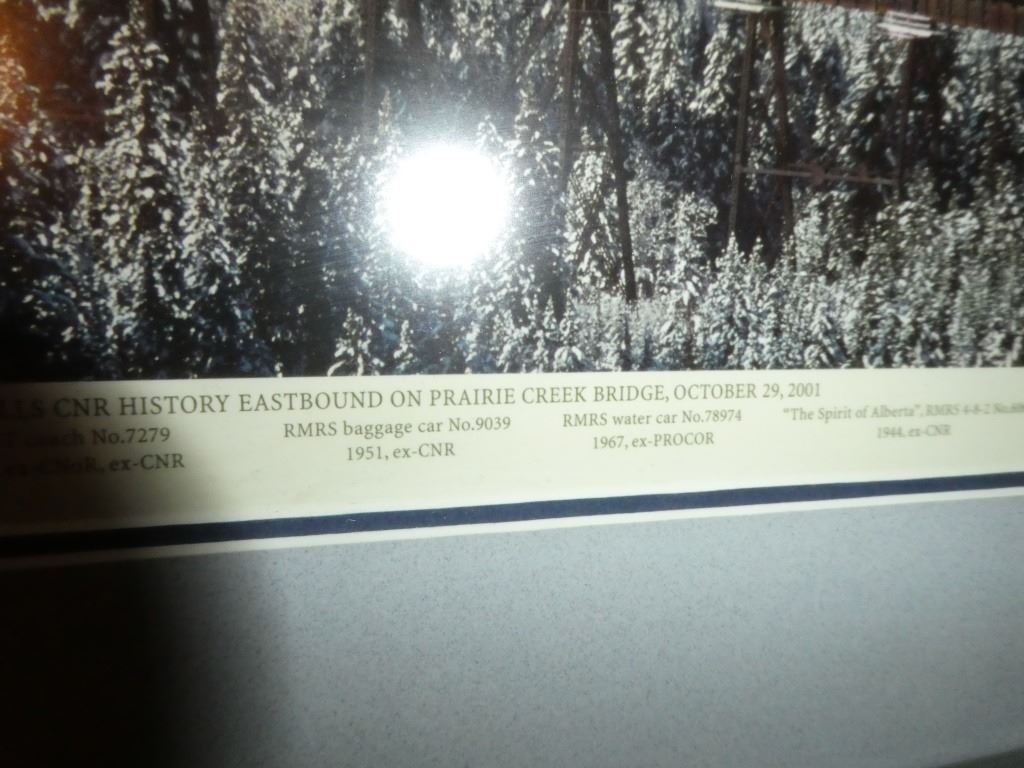 LLS CNR HISTORY EASTBOUND ON PRAIRIE CREEK BRIDGE, OCTOBER 29, 2001
T coach No.7279 RMRS baggage car No.9039 RMRS water car No.78974 "The Spirit of Alberta", RMRS 4-8-2
ex-CNoR, ex-CNR 1951, ex-CNR 1967, ex-PROCOR 1944, ex-CNR